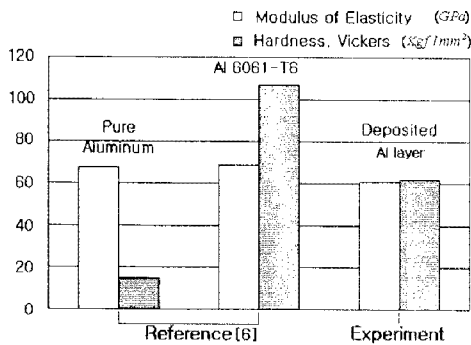 Modulus of Elasticity (GPa)
Hardness, Vickers (Kgf/mm²)
Al 6061-T6
120
100
80
60
40
20
0
Pure
Aluminum
Deposited
Al layer
Reference [6]
Experiment